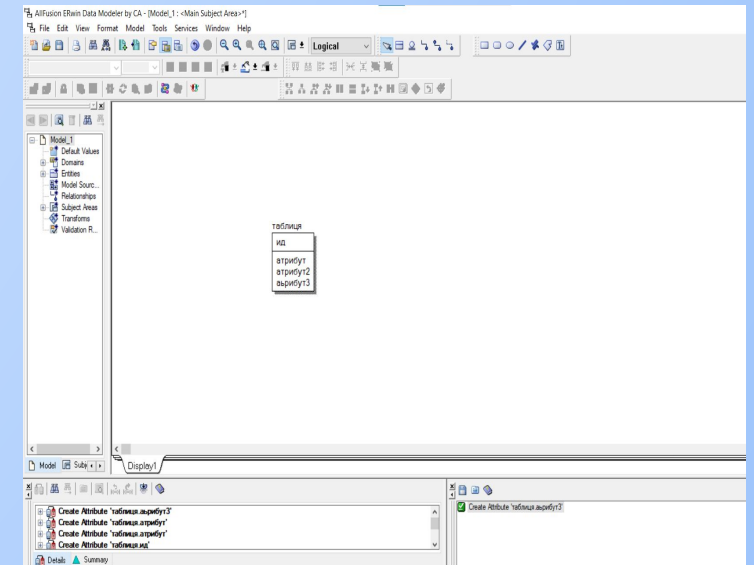 AllFusion ERwin Data Modeler by CA - [Model_1 : <Main Subject Area>*]
File Edit View Format Model Tools Services Window Help
Logical
Model_1
Default Values
Domains
Entities
Model Sourc...
Relationships
Subject Areas
Transforms
Validation R...
таблиця
ид
атрибут
атрибут2
аьрибут3
Model Subj
Display1
Create Attribute 'таблиця.аьрибут3'
Create Attribute 'таблиця.атрибут'
Create Attribute 'таблиця.атрибут'
Create Attribute 'таблиця.ид'
Details Summary
Create Attribute 'таблиця.аьрибут3'